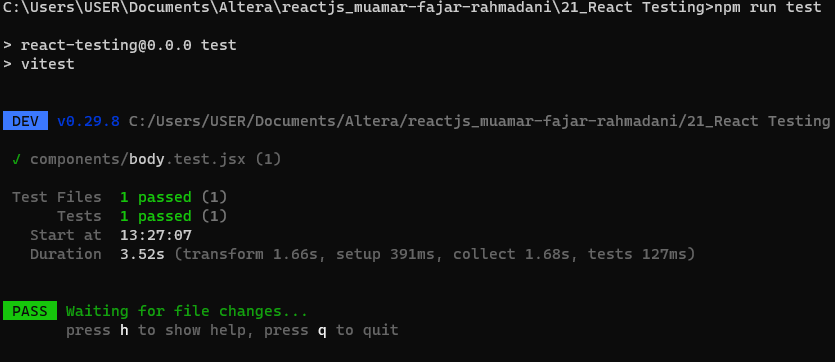 C:\Users\USER\Documents\Altera\reactjs_muamar-fajar-rahmadani\21_React Testing>npm run test
> react-testing@0.0.0 test
> vitest
DEV v0.29.8 C:/Users/USER/Documents/Altera/reactjs_muamar-fajar-rahmadani/21_React Testing
✓ components/body.test.jsx (1)
Test Files 1 passed (1)
Tests 1 passed (1)
Start at 13:27:07
Duration 3.52s (transform 1.66s, setup 391ms, collect 1.68s, tests 127ms)
PASS Waiting for file changes...
press h to show help, press q to quit